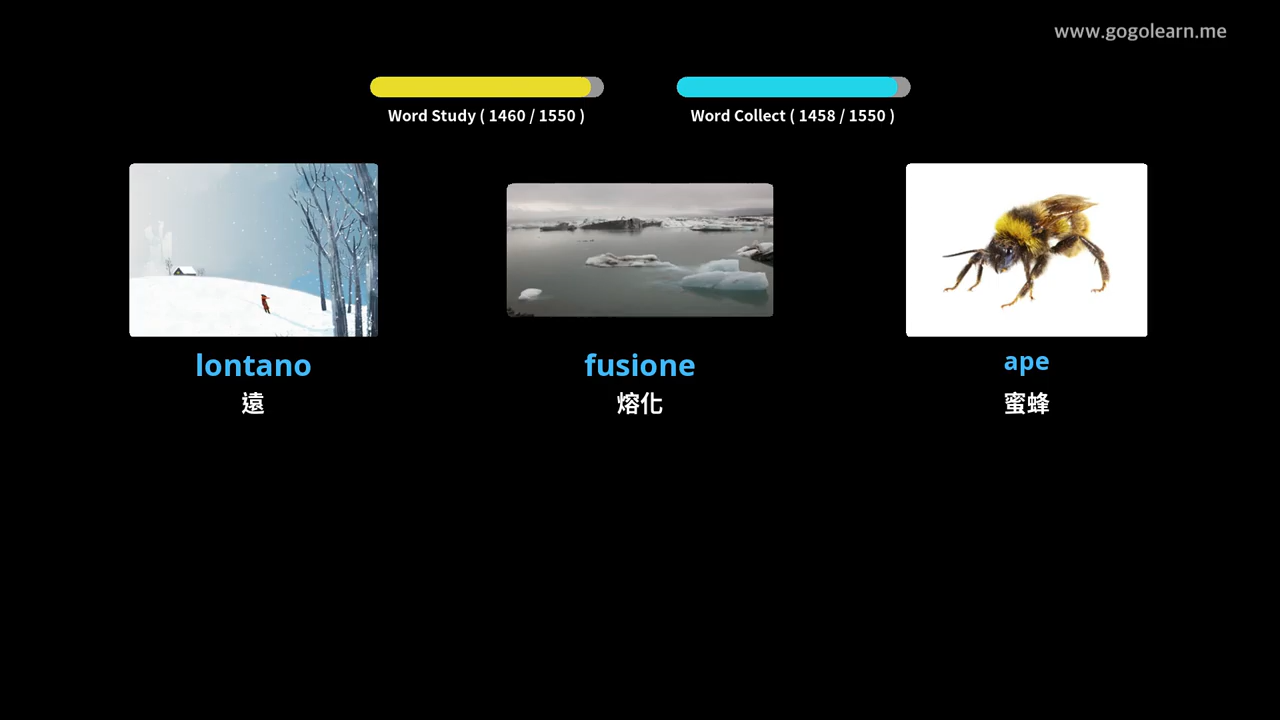 www.gogolearn.me
Word Study ( 1460 / 1550 )
Word Collect ( 1458 / 1550 )
lontano
遠
fusione
熔化
ape
蜜蜂